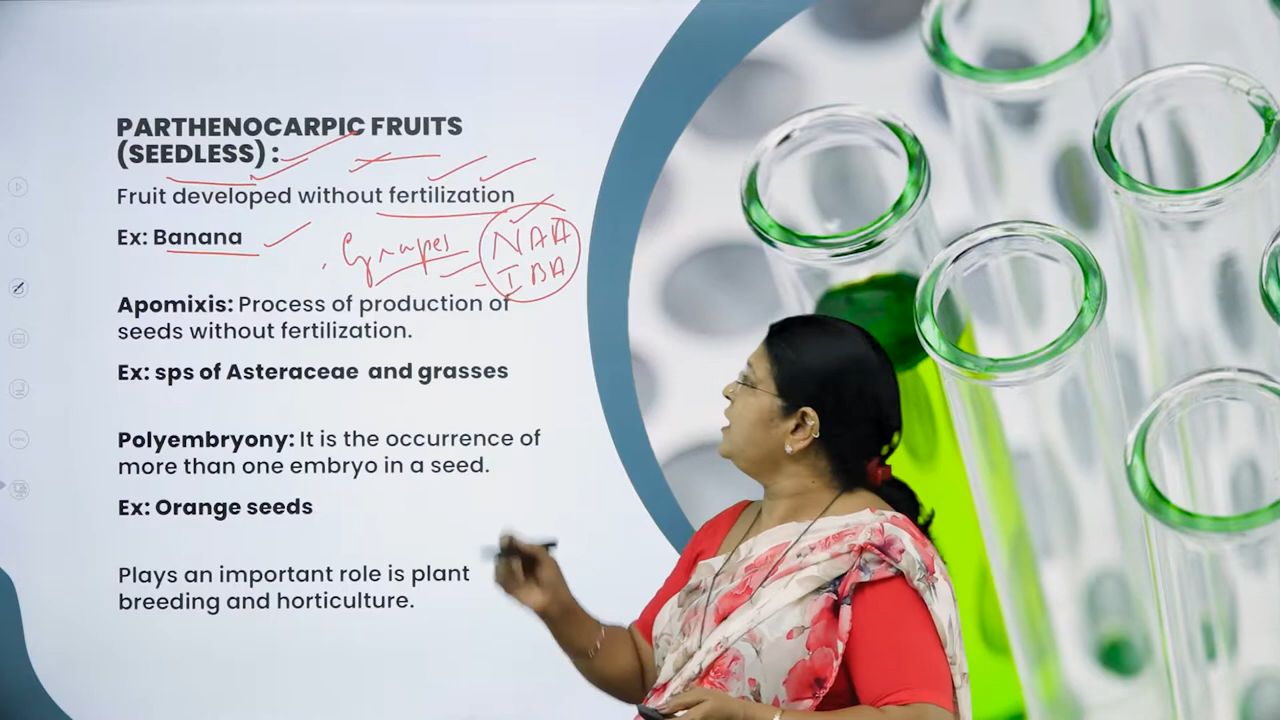 PARTHENOCARPIC FRUITS
(SEEDLESS) :
Fruit developed without fertilization
Ex: Banana
Grapes
NAA
IBA
Apomixis: Process of production of
seeds without fertilization.
Ex: sps of Asteraceae and grasses
Polyembryony: It is the occurrence of
more than one embryo in a seed.
Ex: Orange seeds
Plays an important role is plant
breeding and horticulture.